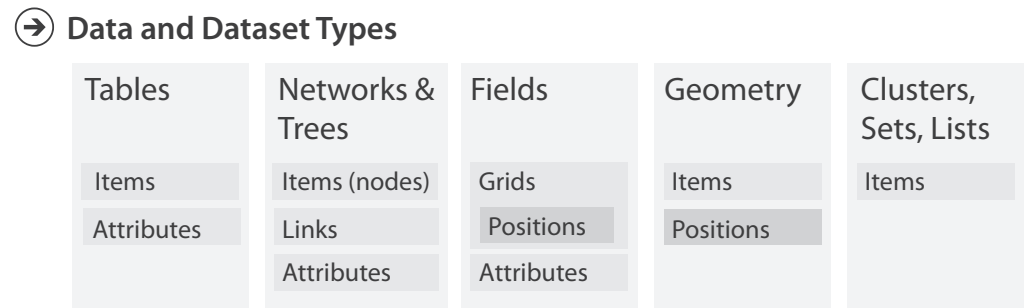 Data and Dataset Types
Tables
Items
Attributes
Networks &
Trees
Items (nodes)
Links
Attributes
Fields
Grids
Positions
Attributes
Geometry
Items
Positions
Clusters,
Sets, Lists
Items